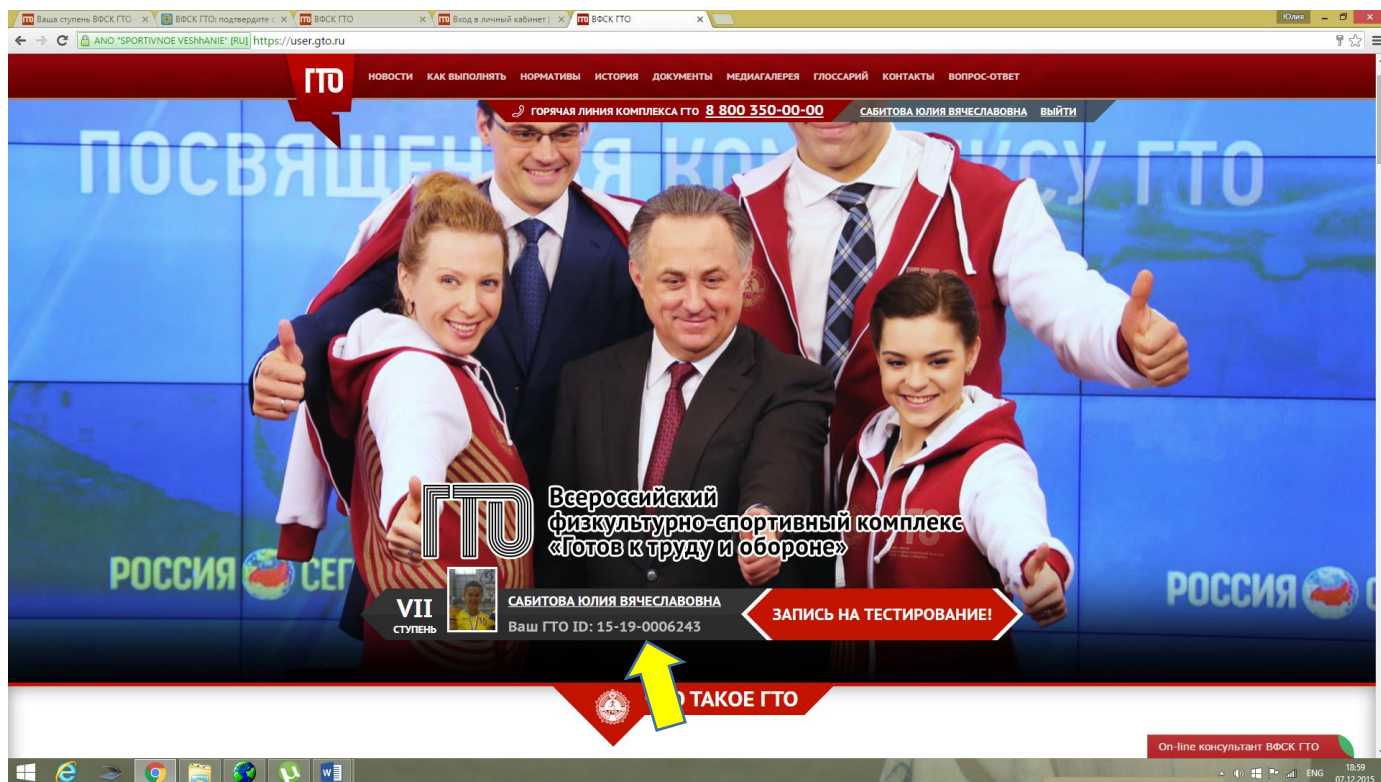 Ваша ступень ВФСК ГТО
ВФСК ГТО: подтвердите
ВФСК ГТО
Вход в личный кабинет |
ВФСК ГТО
Юлия
ANO "SPORTIVNOE VEShhANIE" [RU] https://user.gto.ru
ГТО
НОВОСТИ КАК ВЫПОЛНЯТЬ НОРМАТИВЫ ИСТОРИЯ ДОКУМЕНТЫ МЕДИАГАЛЕРЕЯ ГЛОССАРИЙ КОНТАКТЫ ВОПРОС-ОТВЕТ
ГОРЯЧАЯ ЛИНИЯ КОМПЛЕКСА ГТО 8 800 350-00-00 САБИТОВА ЮЛИЯ ВЯЧЕСЛАВОВНА ВЫЙТИ
ГТО
ГТО
Всероссийский
физкультурно-спортивный комплекс
«Готов к труду и обороне»
РОССИЯ
РОССИЯ
VII
СТУПЕНЬ
САБИТОВА ЮЛИЯ ВЯЧЕСЛАВОВНА
Ваш ГТО ID: 15-19-0006243
ЗАПИСЬ НА ТЕСТИРОВАНИЕ!
ТАКОЕ ГТО
On-line консультант ВФСК ГТО
ENG
18:59
07.12.2015